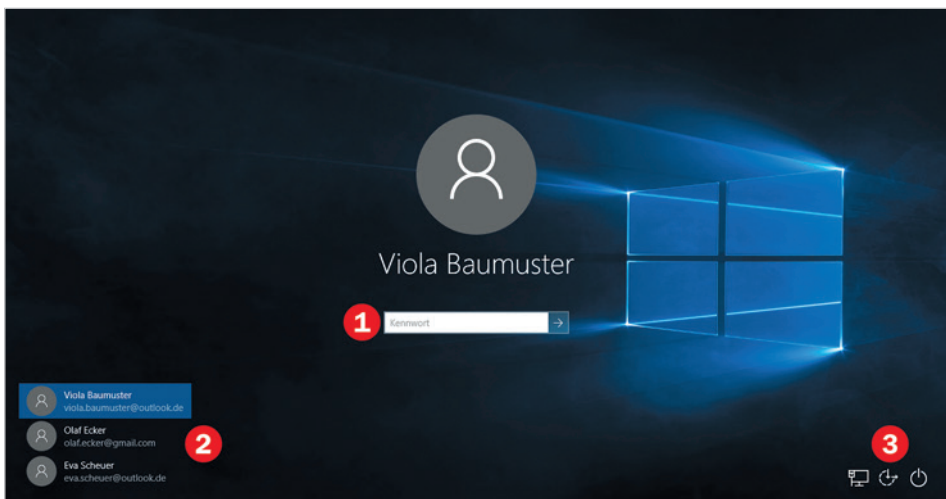 Viola Baumuster
1
Kennwort
Viola Baumuster
viola.baumuster@outlook.de
Olaf Ecker
olaf.ecker@gmail.com
2
Eva Scheuer
eva.scheuer@outlook.de
3